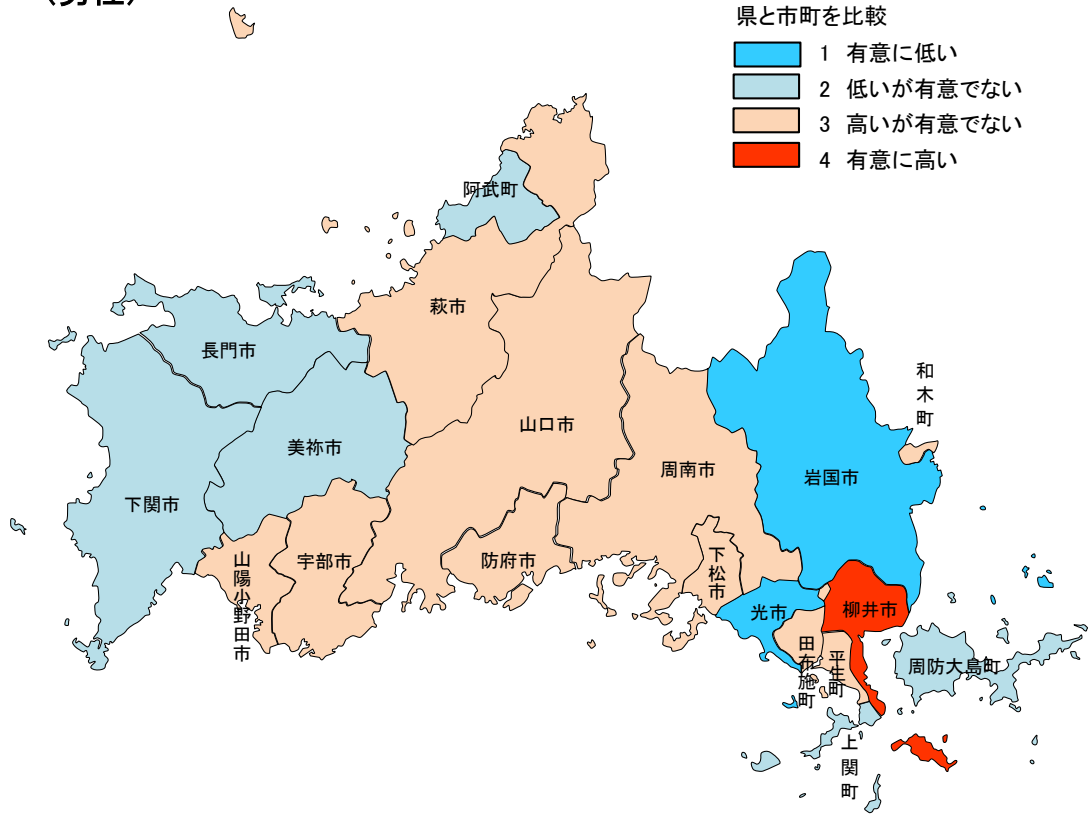 県と市町を比較
1 有意に低い
2 低いが有意でない
3 高いが有意でない
4 有意に高い
阿武町
萩市
長門市
和木町
山口市
美祢市
周南市
岩国市
下関市
山陽小野田市
宇部市
防府市
下松市
光市
柳井市
田布施町
平生町
周防大島町
上関町